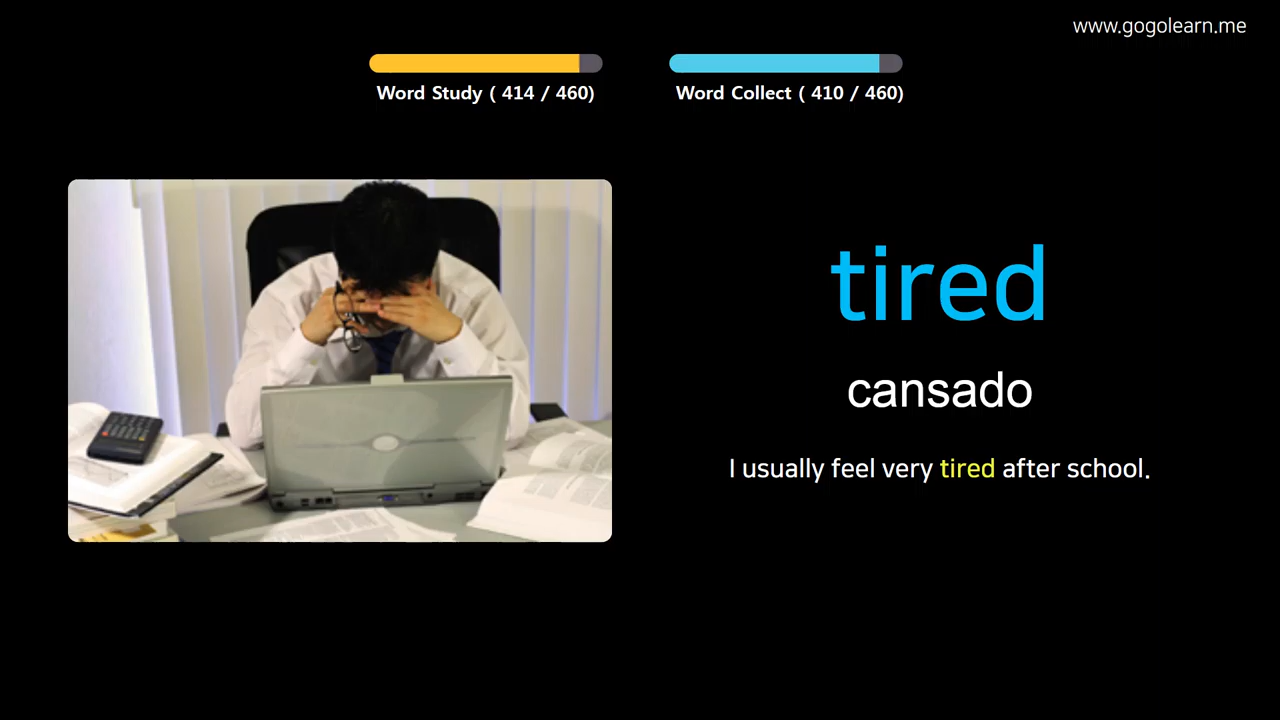 www.gogolearn.me
Word Study ( 414 / 460)
Word Collect ( 410 / 460)
tired
cansado
I usually feel very tired after school.